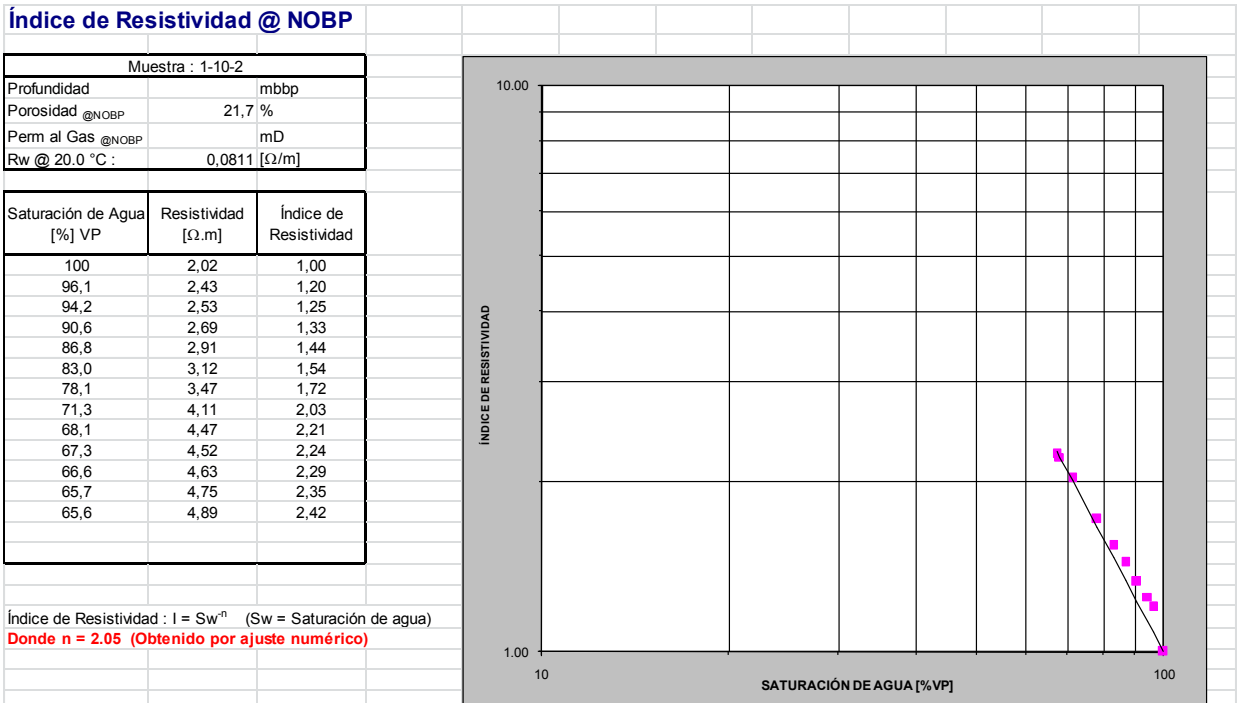 Índice de Resistividad @ NOBP
Muestra : 1-10-2
Profundidad mbbp
Porosidad @NOBP 21,7 %
Perm al Gas @NOBP mD
Rw @ 20.0 °C : 0,0811 [Ω/m]
Saturación de Agua Resistividad Índice de
[%] VP [Ω.m] Resistividad
100 2,02 1,00
96,1 2,43 1,20
94,2 2,53 1,25
90,6 2,69 1,33
86,8 2,91 1,44
83,0 3,12 1,54
78,1 3,47 1,72
71,3 4,11 2,03
68,1 4,47 2,21
67,3 4,52 2,24
66,6 4,63 2,29
65,7 4,75 2,35
65,6 4,89 2,42
Índice de Resistividad : I = Sw-n (Sw = Saturación de agua)
Donde n = 2.05 (Obtenido por ajuste numérico)
10.00
ÍNDICE DE RESISTIVIDAD
1.00
10 100
SATURACIÓN DE AGUA [%VP]